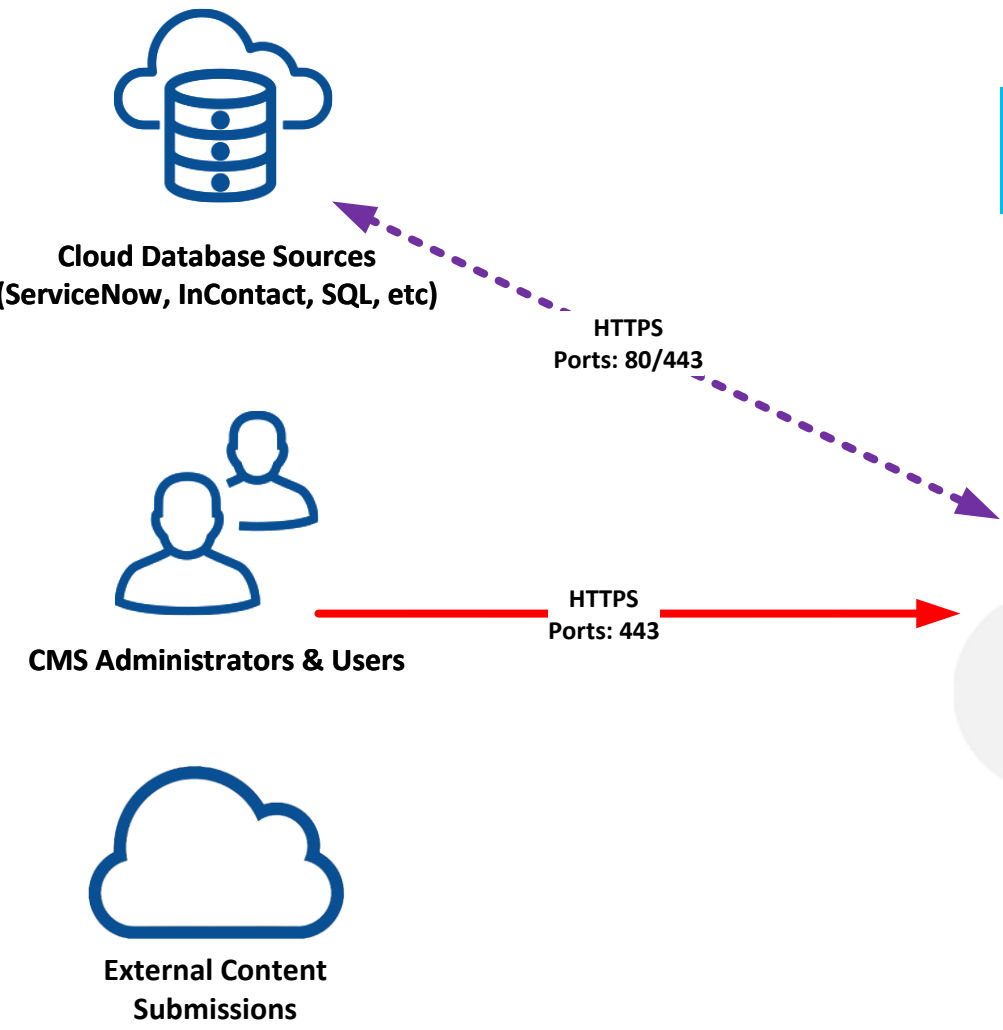 Cloud Database Sources
(ServiceNow, InContact, SQL, etc)
HTTPS
Ports: 80/443
HTTPS
Ports: 443
CMS Administrators & Users
External Content
Submissions